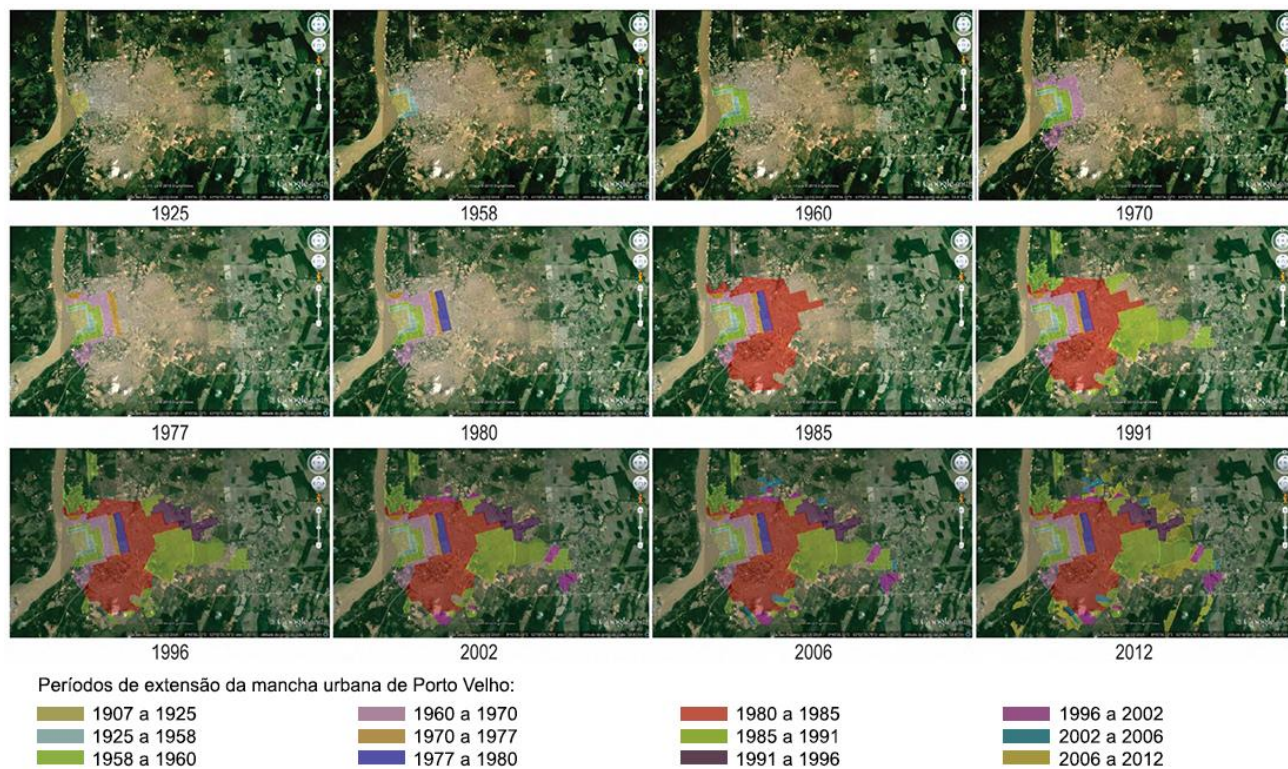 1925 1958 1960 1970
1977 1980 1985 1991
1996 2002 2006 2012
Períodos de extensão da mancha urbana de Porto Velho:
1907 a 1925 1960 a 1970 1980 a 1985 1996 a 2002
1925 a 1958 1970 a 1977 1985 a 1991 2002 a 2006
1958 a 1960 1977 a 1980 1991 a 1996 2006 a 2012